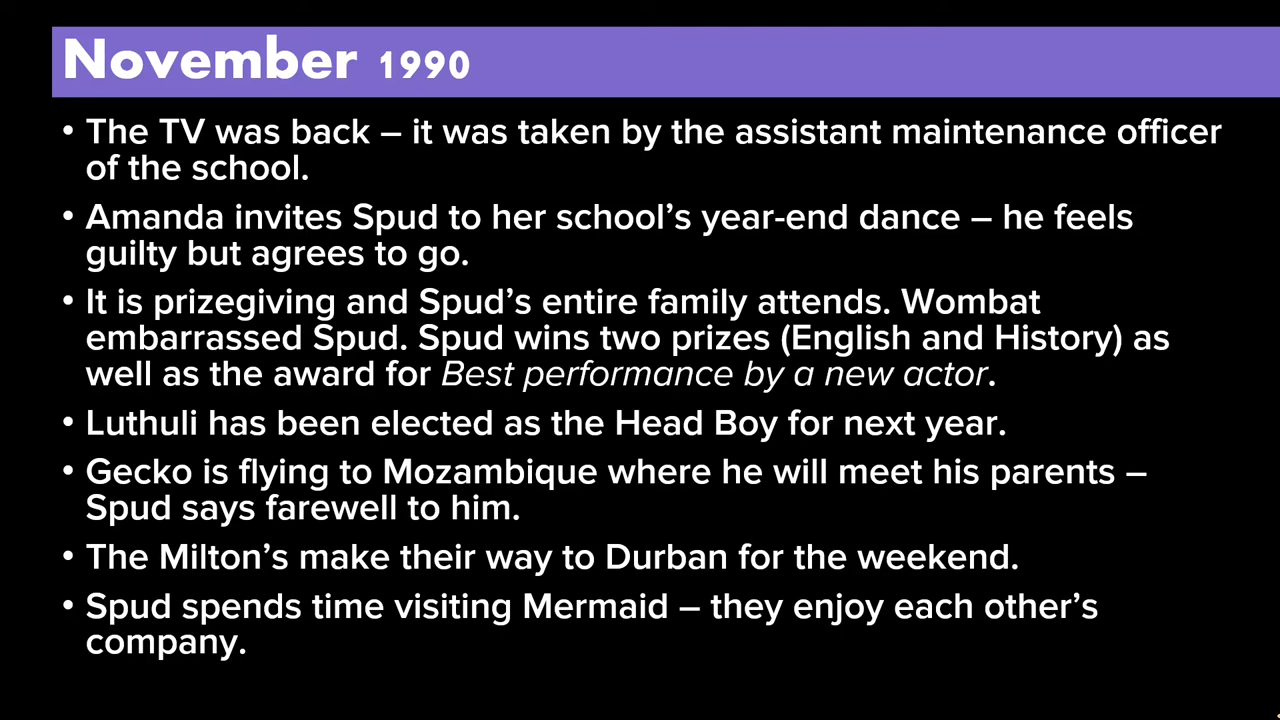 November 1990
• The TV was back – it was taken by the assistant maintenance officer
of the school.
• Amanda invites Spud to her school’s year-end dance – he feels
guilty but agrees to go.
• It is prizegiving and Spud’s entire family attends. Wombat
embarrassed Spud. Spud wins two prizes (English and History) as
well as the award for Best performance by a new actor.
• Luthuli has been elected as the Head Boy for next year.
• Gecko is flying to Mozambique where he will meet his parents –
Spud says farewell to him.
• The Milton’s make their way to Durban for the weekend.
• Spud spends time visiting Mermaid – they enjoy each other’s
company.